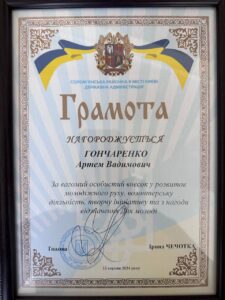 СОЛОМ'ЯНСЬКА РАЙОННА В МІСТІ КИЄВІ
ДЕРЖАВНА АДМІНІСТРАЦІЯ
Грамота
НАГОРОДЖУЄТЬСЯ
ГОНЧАРЕНКО
Артем Вадимович
За вагомий особистий внесок у розвиток
молодіжного руху, волонтерську
діяльність, творчу ініціативу та з нагоди
відзначення Дня молоді
Голова
Ірина ЧЕЧОТКА
12 серпня 2024 року